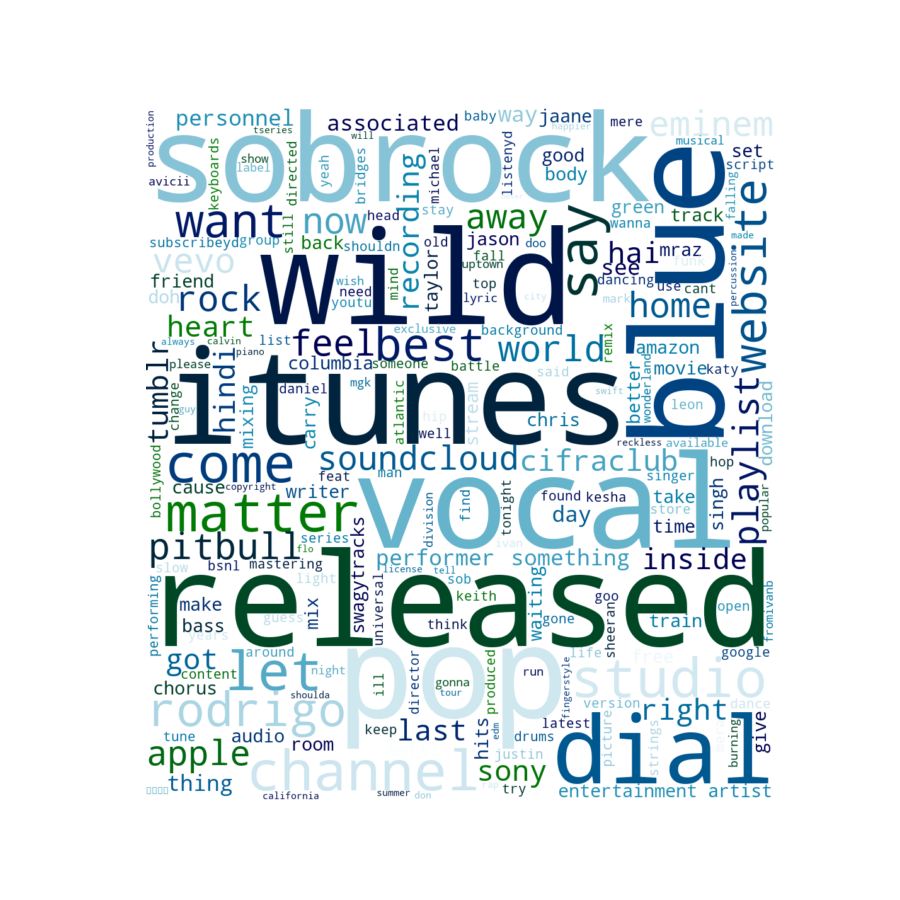 production
personnel
tseries
associated
baby
way
jaane
mere
happier
eminem
sobrock
keyboards
show
label
will
yeah
bridges
michael
listenyd
good
body
musical
set
script
avicii
directed
still
falling
blue
want
now
head
stay
away
recording
back
shouldn
subscribeyda
group
vevo
friend
doh
rock
wild
wish
need
youtu
mind
old
taylor
jason
fall
uptown
doo
top
lyric
city
say
green
wanna
track
hai
mraz
see
funk
dancing
use
cant
mark
home
percussion
made
website
heart
exclusive
background
remix
list
feel
best
world
amazon
always
calvin
piano
please
columbia
someone
battle
said
better
wonderland
movie
katy
tumblr
hindi
change
guy
itunes
daniel
mgk
swift
leon
mixing
carry
atlantic
hip
stream
chris
well
reckless
available
playlist
download
come
soundcloud
cifraclub
hop
bollywood
cause
copyright
feat
man
singer
singh
popular
writer
vocal
found
kesha
take
store
day
time
matter
series
division
find
tonight
pitbull
flo
swagytracks
ivan
performer
something
inside
slow
bsnl
mastering
light
license
tell
sob
released
performing
make
mix
universal
keith
waiting
goo
sheeran
open
fromivanb
bass
guess
think
gone
train
years
got
around
life
free
google
content
let
night
pop
director
gonna
tour
produced
run
fingerstyle
studio
chorus
shoulda
ill
rodrigo
version
right
dance
tune
audio
keep
last
hits
edm
latest
drums
dial
picture
strings
burning
give
apple
room
justin
thing
channel
sony
try
rap
california
summer
don
entertainment
artist